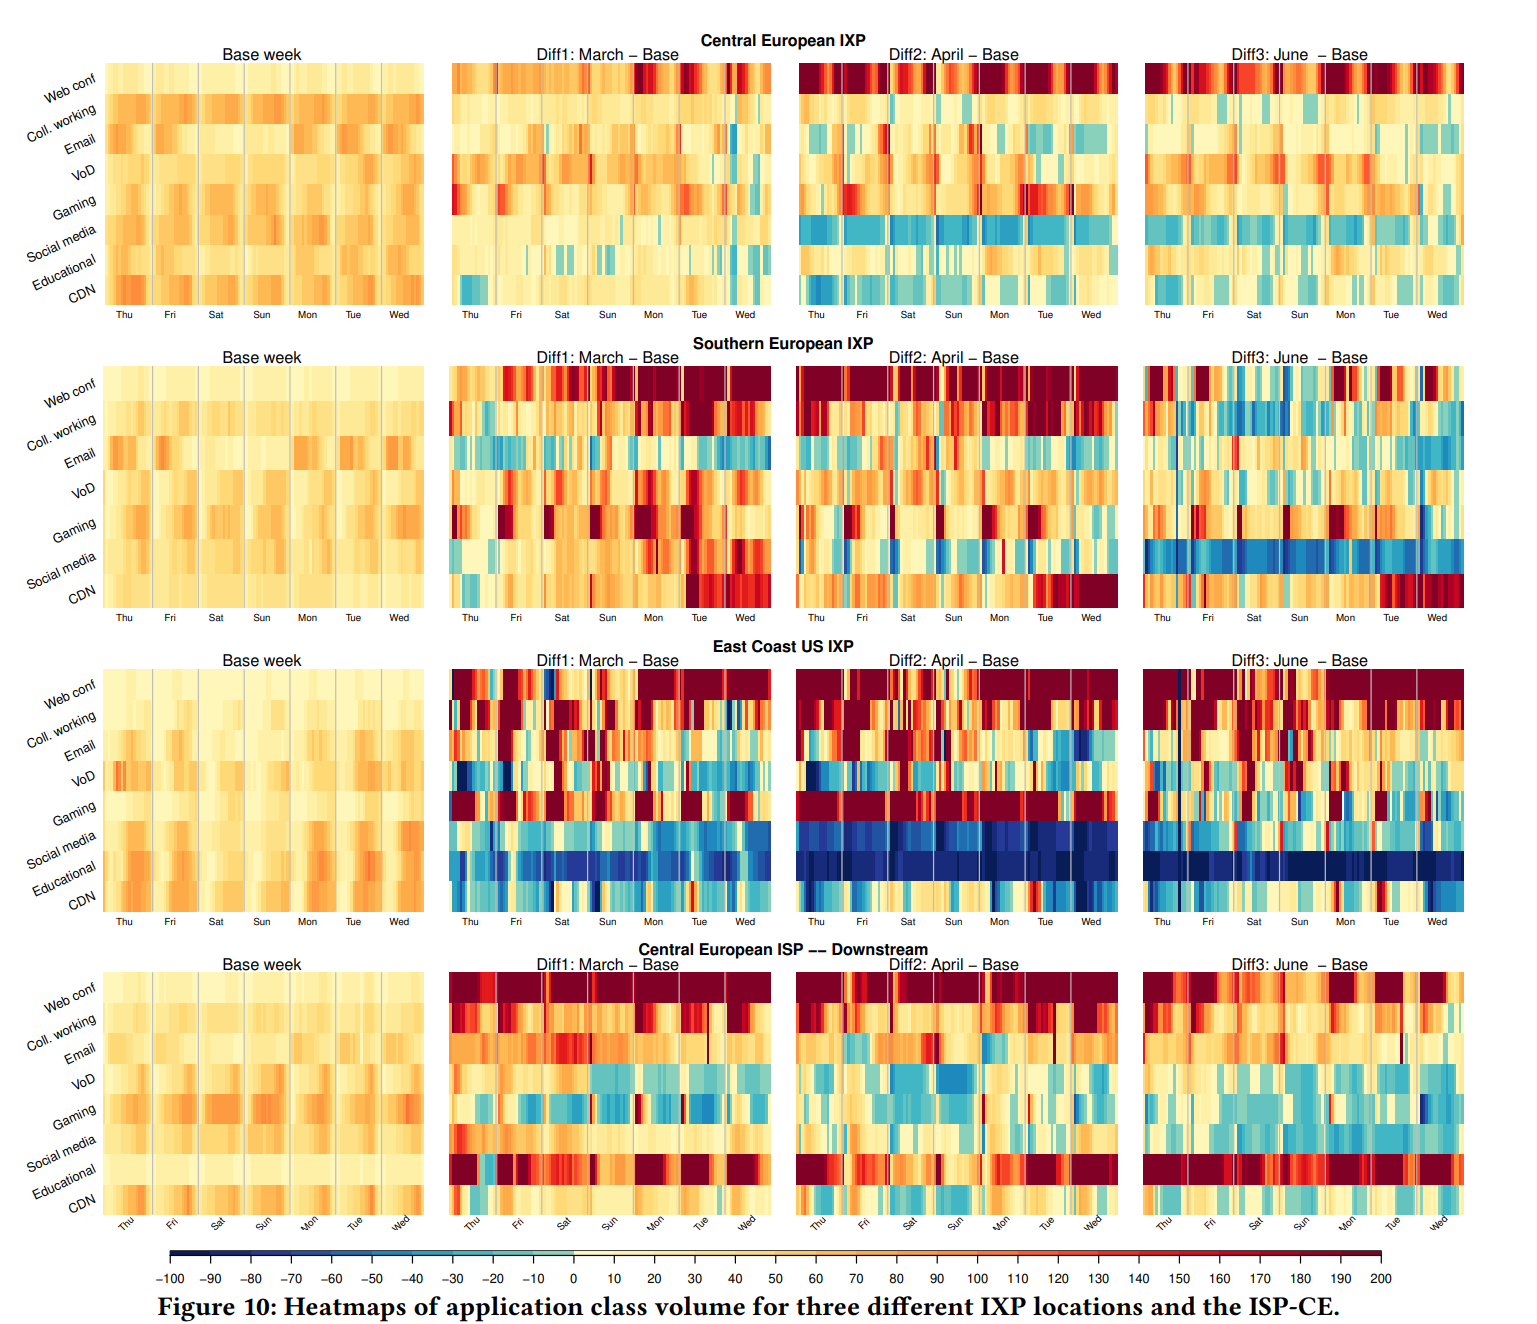 Central European IXP
Base week
Diff1: March – Base
Diff2: April – Base
Diff3: June – Base
Web conf
Coll. working
Email
VoD
Gaming
Social media
Educational
CDN
Thu Fri Sat Sun Mon Tue Wed
Thu Fri Sat Sun Mon Tue Wed
Thu Fri Sat Sun Mon Tue Wed
Thu Fri Sat Sun Mon Tue Wed
Southern European IXP
Base week
Diff1: March – Base
Diff2: April – Base
Diff3: June – Base
Web conf
Coll. working
Email
VoD
Gaming
Social media
CDN
Thu Fri Sat Sun Mon Tue Wed
Thu Fri Sat Sun Mon Tue Wed
Thu Fri Sat Sun Mon Tue Wed
Thu Fri Sat Sun Mon Tue Wed
East Coast US IXP
Base week
Diff1: March – Base
Diff2: April – Base
Diff3: June – Base
Web conf
Coll. working
Email
VoD
Gaming
Social media
Educational
CDN
Thu Fri Sat Sun Mon Tue Wed
Thu Fri Sat Sun Mon Tue Wed
Thu Fri Sat Sun Mon Tue Wed
Thu Fri Sat Sun Mon Tue Wed
Central European ISP –– Downstream
Base week
Diff1: March – Base
Diff2: April – Base
Diff3: June – Base
Web conf
Coll. working
Email
VoD
Gaming
Social media
Educational
CDN
Thu Fri Sat Sun Mon Tue Wed
Thu Fri Sat Sun Mon Tue Wed
Thu Fri Sat Sun Mon Tue Wed
Thu Fri Sat Sun Mon Tue Wed
−100 −90 −80 −70 −60 −50 −40 −30 −20 −10 0 10 20 30 40 50 60 70 80 90 100 110 120 130 140 150 160 170 180 190 200
Figure 10: Heatmaps of application class volume for three different IXP locations and the ISP-CE.